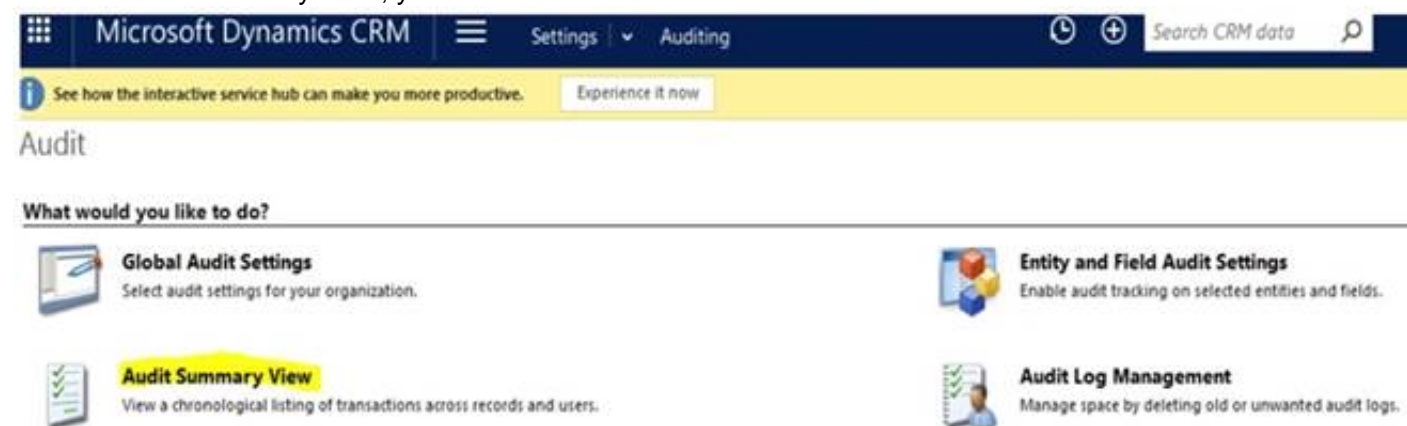 Microsoft Dynamics CRM Settings Auditing Search CRM data
See how the interactive service hub can make you more productive. Experience it now
Audit
What would you like to do?
Global Audit Settings
Select audit settings for your organization.
Entity and Field Audit Settings
Enable audit tracking on selected entities and fields.
Audit Summary View
View a chronological listing of transactions across records and users.
Audit Log Management
Manage space by deleting old or unwanted audit logs.